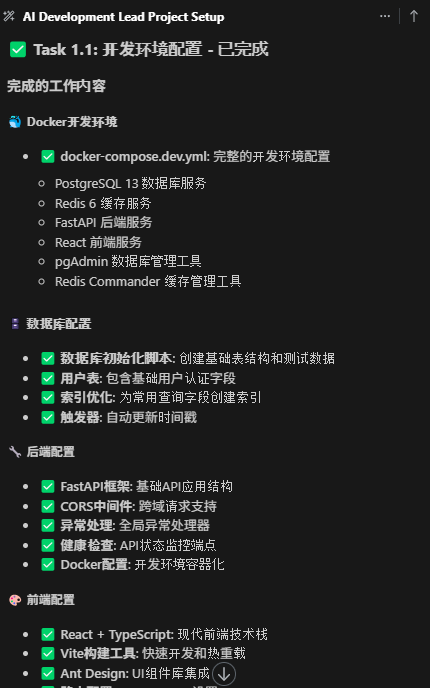 AI Development Lead Project Setup
Task 1.1: 开发环境配置 - 已完成
完成的工作内容
Docker开发环境
docker-compose.dev.yml: 完整的开发环境配置
PostgreSQL 13 数据库服务
Redis 6 缓存服务
FastAPI 后端服务
React 前端服务
pgAdmin 数据库管理工具
Redis Commander 缓存管理工具
数据库配置
数据库初始化脚本: 创建基础表结构和测试数据
用户表: 包含基础用户认证字段
索引优化: 为常用查询字段创建索引
触发器: 自动更新时间戳
后端配置
FastAPI框架: 基础API应用结构
CORS中间件: 跨域请求支持
异常处理: 全局异常处理器
健康检查: API状态监控端点
Docker配置: 开发环境容器化
前端配置
React + TypeScript: 现代前端技术栈
Vite构建工具: 快速开发和热重载
Ant Design: UI组件库集成